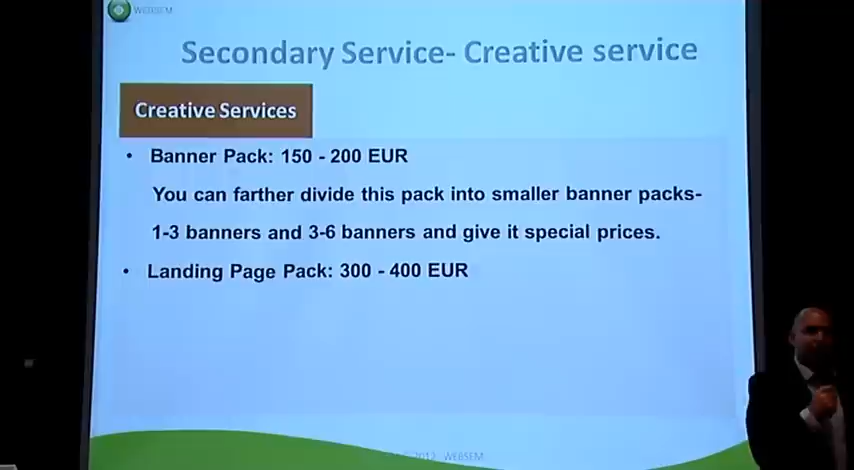 WEBSEM
Secondary Service- Creative service
Creative Services
• Banner Pack: 150 - 200 EUR
You can farther divide this pack into smaller banner packs-
1-3 banners and 3-6 banners and give it special prices.
• Landing Page Pack: 300 - 400 EUR
2012 WEBSEM